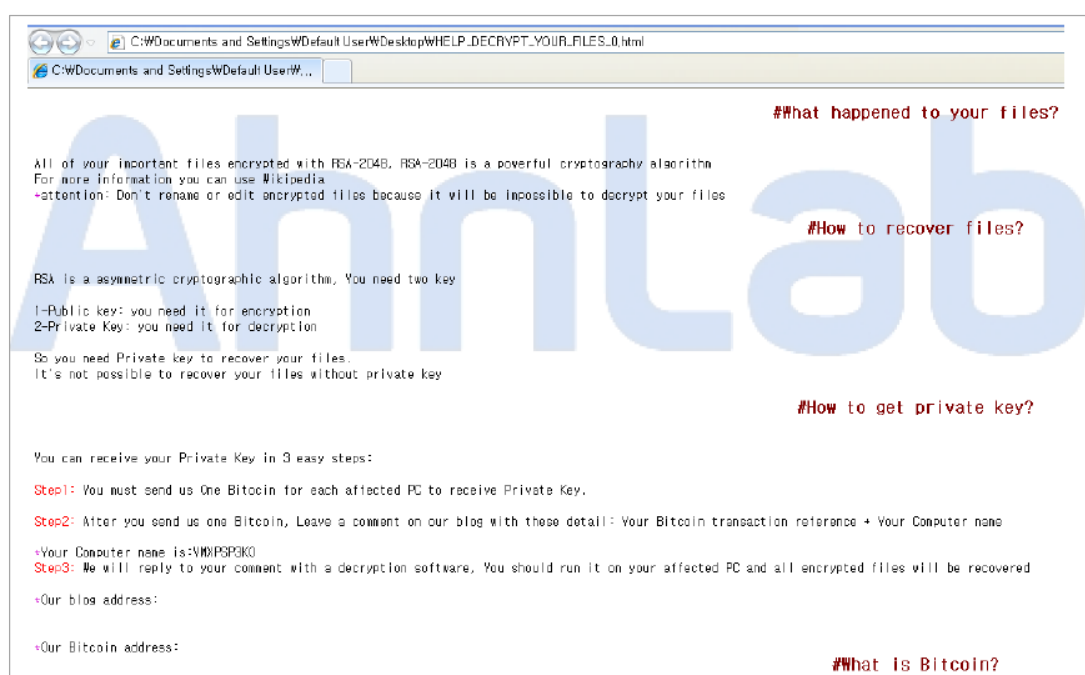 C:₩Documents and Settings₩Default User₩Desktop₩HELP_DECRYPT_YOUR_FILES_0.html
C:₩Documents and Settings₩Default User₩...
#What happened to your files?
All of your important files encrypted with RSA-2048, RSA-2048 is a powerful cryptography algorithm
For more information you can use Wikipedia
*attention: Don't rename or edit encrypted files because it will be impossible to decrypt your files
#How to recover files?
RSA is a asymmetric cryptographic algorithm, You need two key
1-Public key: you need it for encryption
2-Private Key: you need it for decryption
So you need Private key to recover your files.
It's not possible to recover your files without private key
#How to get private key?
You can receive your Private Key in 3 easy steps:
Step1: You must send us One Bitocin for each affected PC to receive Private Key.
Step2: After you send us one Bitcoin, Leave a comment on our blog with these detail: Your Bitcoin transaction reference + Your Computer name
*Your Computer name is:VMXPSP3KO
Step3: We will reply to your comment with a decryption software, You should run it on your affected PC and all encrypted files will be recovered
*Our blog address:
*Our Bitcoin address:
#What is Bitcoin?
AhnLab